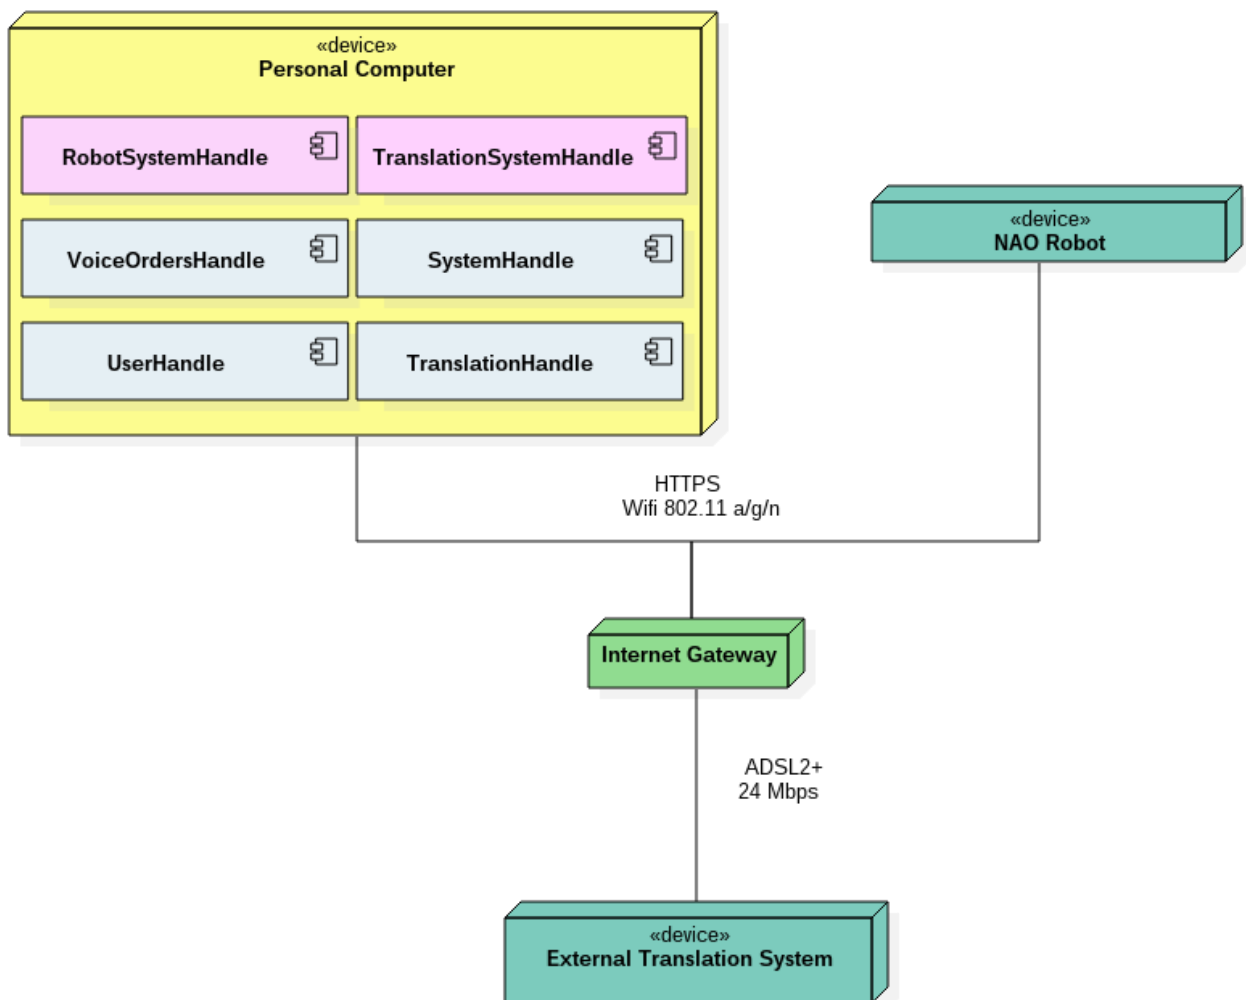 «device»
Personal Computer
RobotSystemHandle
TranslationSystemHandle
VoiceOrdersHandle
SystemHandle
UserHandle
TranslationHandle
«device»
NAO Robot
HTTPS
Wifi 802.11 a/g/n
Internet Gateway
ADSL2+
24 Mbps
«device»
External Translation System